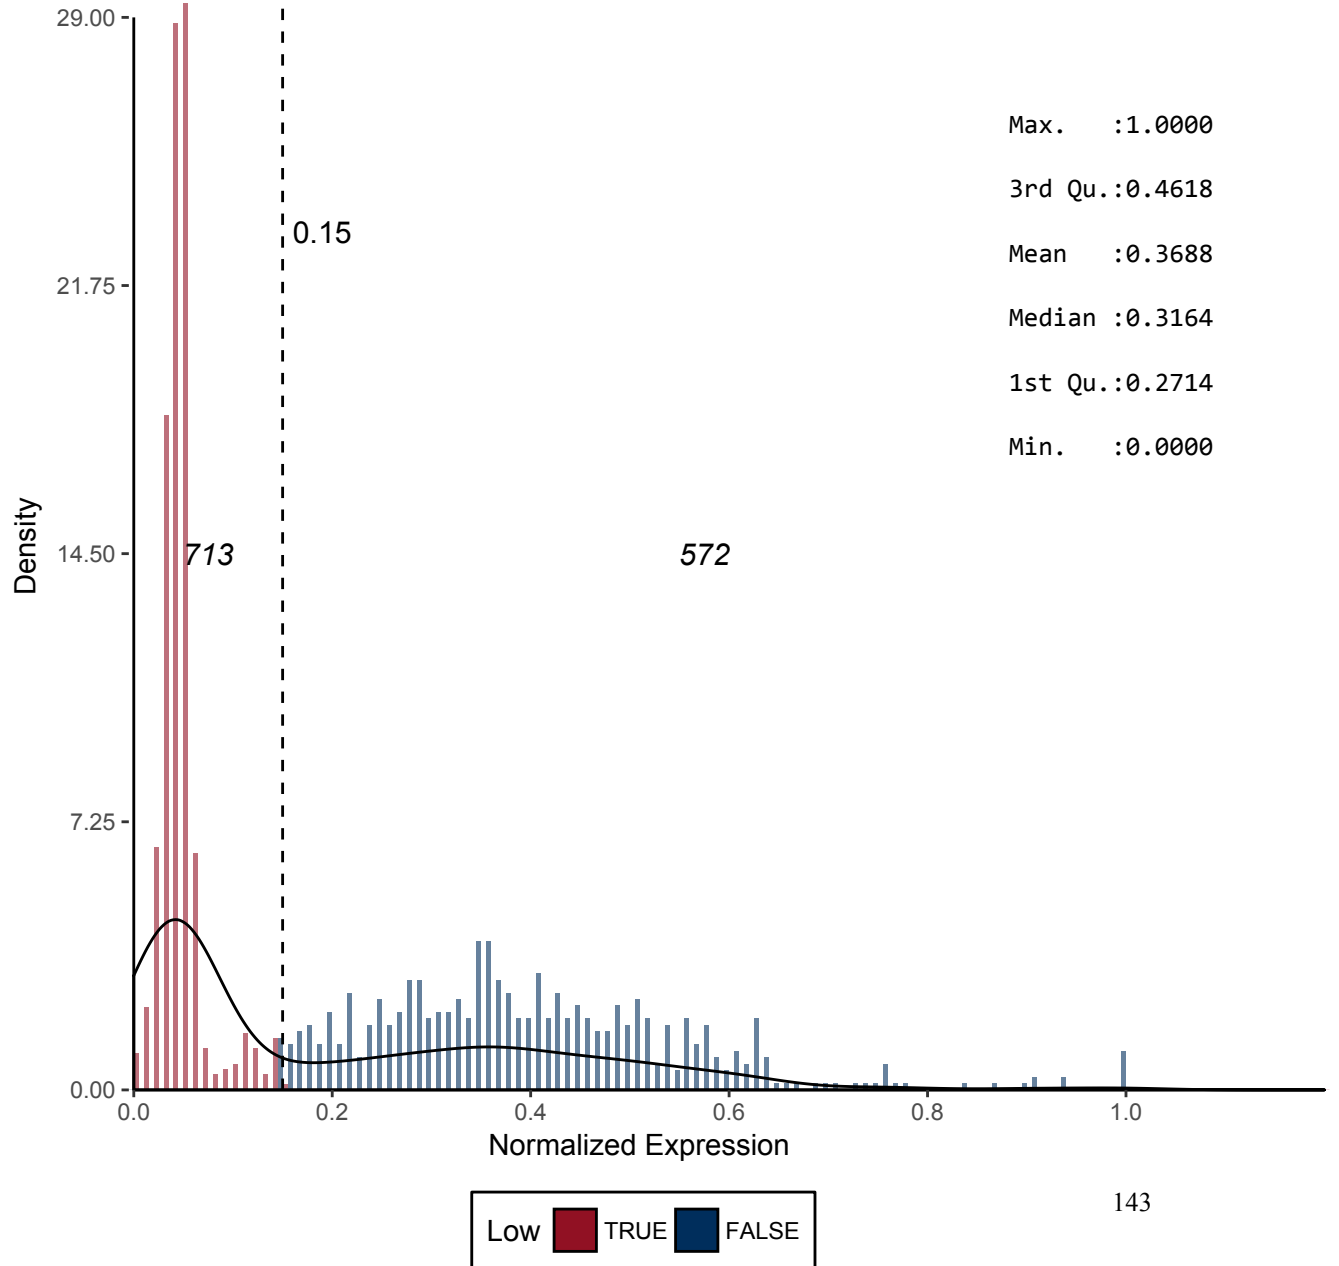 29.00
21.75
14.50
7.25
0.00
Density
0.15
713
572
Max.   :1.0000
3rd Qu.:0.4618
Mean   :0.3688
Median :0.3164
1st Qu.:0.2714
Min.   :0.0000
0.0 0.2 0.4 0.6 0.8 1.0
Normalized Expression
Low TRUE FALSE
143